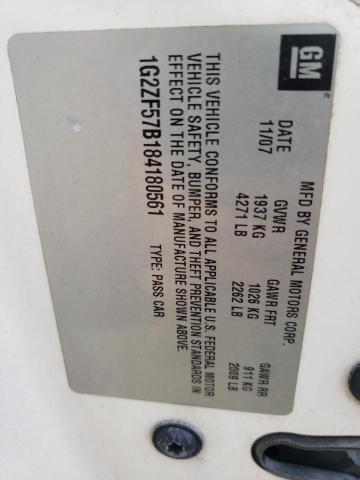 GM
MFD BY GENERAL MOTORS CORP.
DATE GVWR GAWR FRT GAWR RR
11/07 1937 KG 1026 KG 911 KG
4271 LB 2262 LB 2009 LB
THIS VEHICLE CONFORMS TO ALL APPLICABLE U.S. FEDERAL MOTOR
VEHICLE SAFETY, BUMPER, AND THEFT PREVENTION STANDARDS IN
EFFECT ON THE DATE OF MANUFACTURE SHOWN ABOVE.
1G2ZF57B184180561 TYPE: PASS CAR